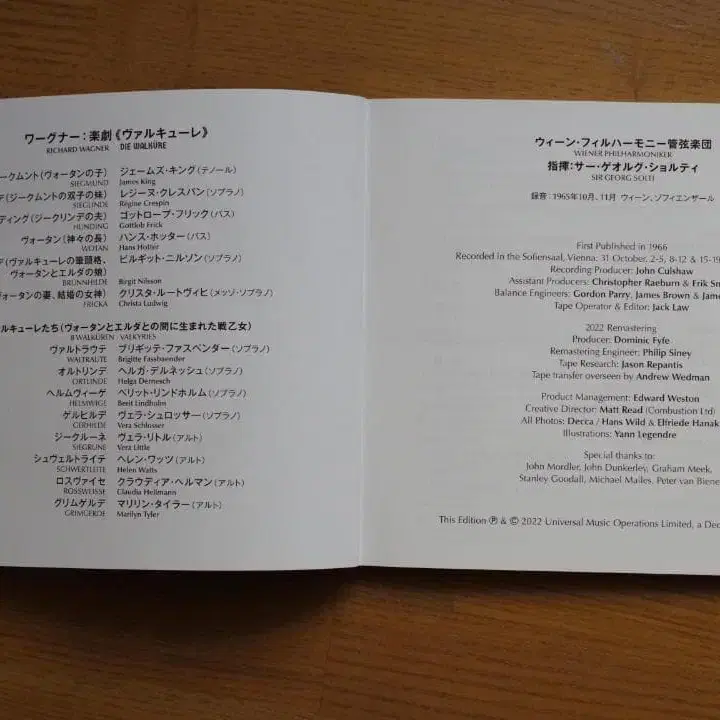 ワーグナー：楽劇《ヴァルキューレ》
RICHARD WAGNER DIE WALKÜRE
ークムント（ヴォータンの子） ジェームズ・キング（テノール）
SIEGMUND James King
デ（ジークムントの双子の妹） レジーヌ・クレスパン（ソプラノ）
SIEGLINDE Régine Crespin
ディング（ジークリンデの夫） ゴットロープ・フリック（バス）
HUNDING Gottlob Frick
ヴォータン（神々の長） ハンス・ホッター（バス）
WOTAN Hans Hotter
デ（ヴァルキューレの筆頭格、 ビルギット・ニルソン（ソプラノ）
ヴォータンとエルダの娘）
BRÜNNHILDE Birgit Nilsson
ヴォータンの妻、結婚の女神） クリスタ・ルートヴィヒ（メッゾ・ソプラノ）
FRICKA Christa Ludwig
ルキューレたち（ヴォータンとエルダとの間に生まれた戦乙女）
8 WALKÜREN VALKYRIES
ヴァルトラウテ ブリギッテ・ファスベンダー（ソプラノ）
WALTRAUTE Brigitte Fassbaender
オルトリンデ ヘルガ・デルネッシュ（ソプラノ）
ORTLINDE Helga Dernesch
ヘルムヴィーゲ ベリット・リンドホルム（ソプラノ）
HELMWIGE Berit Lindholm
ゲルヒルデ ヴェラ・シュロッサー（ソプラノ）
GERHILDE Vera Schlosser
ジークルーネ ヴェラ・リトル（アルト）
SIEGRUNE Vera Little
シュヴェルトライテ ヘレン・ワッツ（アルト）
SCHWERTLEITE Helen Watts
ロスヴァイセ クラウディア・ヘルマン（アルト）
ROSSWEISSE Claudia Hellmann
グリムゲルデ マリリン・タイラー（アルト）
GRIMGERDE Marilyn Tyler
ウィーン・フィルハーモニー管弦楽団
WIENER PHILHARMONIKER
指揮：サー・ゲオルグ・ショルティ
SIR GEORG SOLTI
録音：1965年10月、11月 ウィーン、ゾフィエンザール
First Published in 1966
Recorded in the Sofiensaal, Vienna: 31 October, 2-5, 8-12 & 15-19
Recording Producer: John Culshaw
Assistant Producers: Christopher Raeburn & Erik Sm
Balance Engineers: Gordon Parry, James Brown & Jam
Tape Operator & Editor: Jack Law
2022 Remastering
Producer: Dominic Fyfe
Remastering Engineer: Philip Siney
Tape Research: Jason Repantis
Tape transfer overseen by Andrew Wedman
Product Management: Edward Weston
Creative Director: Matt Read (Combustion Ltd)
All Photos: Decca / Hans Wild & Elfriede Hanak
Illustrations: Yann Legendre
Special thanks to:
John Mordler, John Dunkerley, Graham Meek,
Stanley Goodall, Michael Mailes, Peter van Biene
This Edition ℗ & © 2022 Universal Music Operations Limited, a Dec